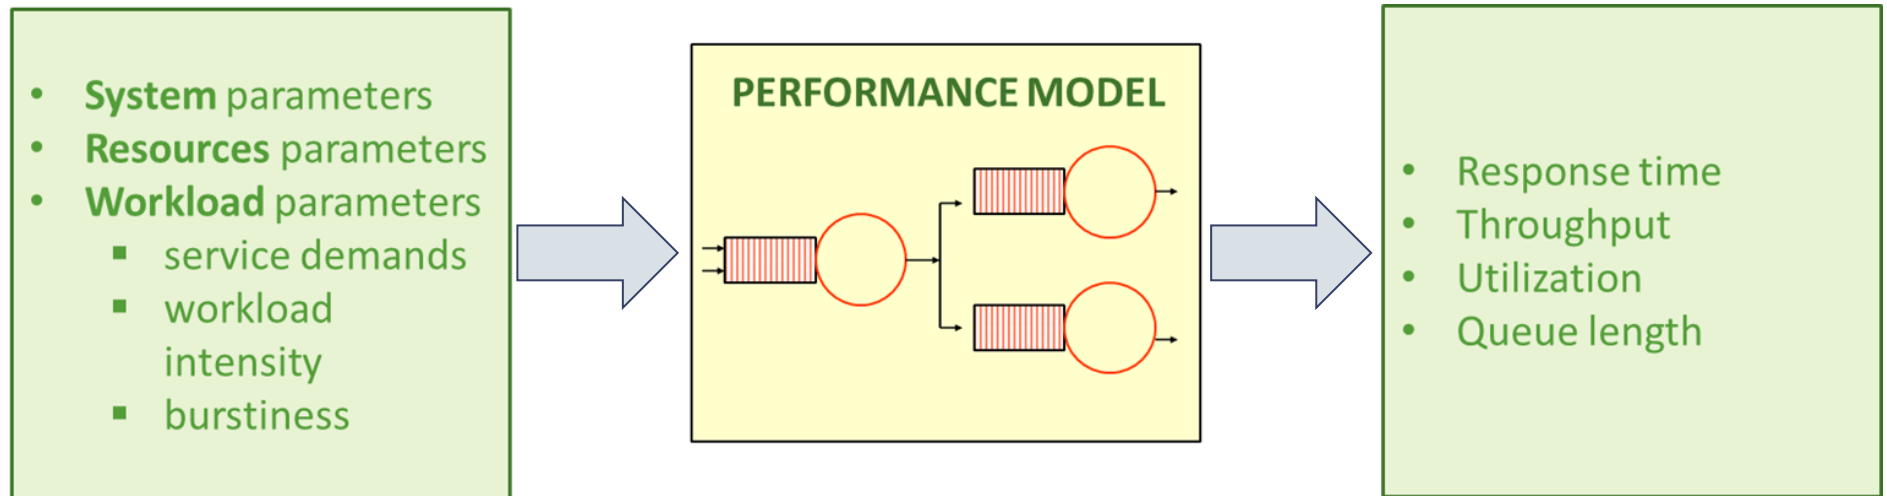 • System parameters
• Resources parameters
• Workload parameters
▪ service demands
▪ workload
intensity
▪ burstiness
PERFORMANCE MODEL
• Response time
• Throughput
• Utilization
• Queue length